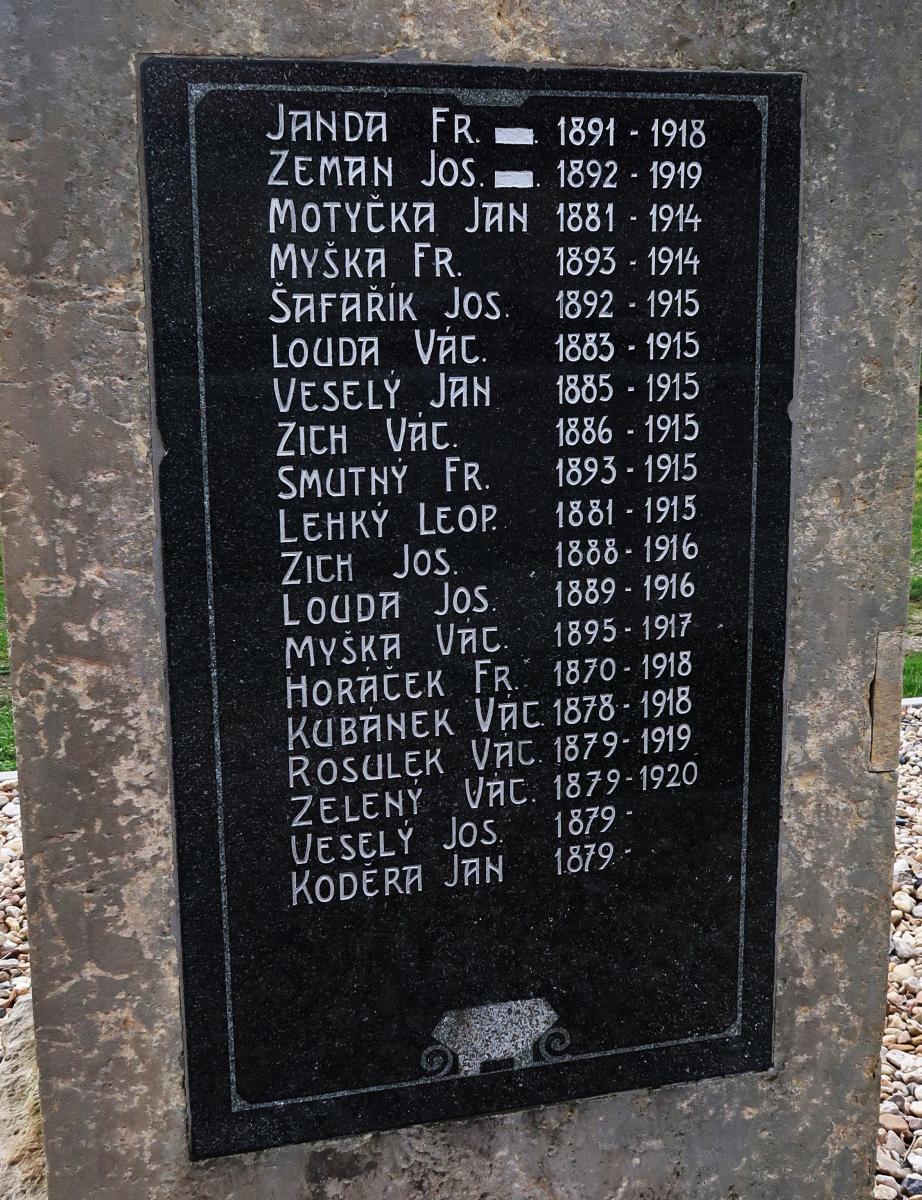 JANDA FR. ▬. 1891 - 1918
ZEMAN JOS. ▬. 1892 - 1919
MOTYČKA JAN 1881 - 1914
MYŠKA FR. 1893 - 1914
ŠAFAŘÍK JOS. 1892 - 1915
LOUDA VÁC. 1883 - 1915
VESELÝ JAN 1885 - 1915
ZICH VÁC. 1886 - 1915
SMUTNÝ FR. 1893 - 1915
LEHKÝ LEOP. 1881 - 1915
ZICH JOS. 1888 - 1916
LOUDA JOS. 1889 - 1916
MYŠKA VÁC. 1895 - 1917
HORÁČEK FR. 1870 - 1918
KUBÁNEK VÁC. 1878 - 1918
ROSULEK VÁC. 1879 - 1919
ZELENÝ VÁC. 1879 - 1920
VESELÝ JOS. 1879 -
KODĚRA JAN 1879 -